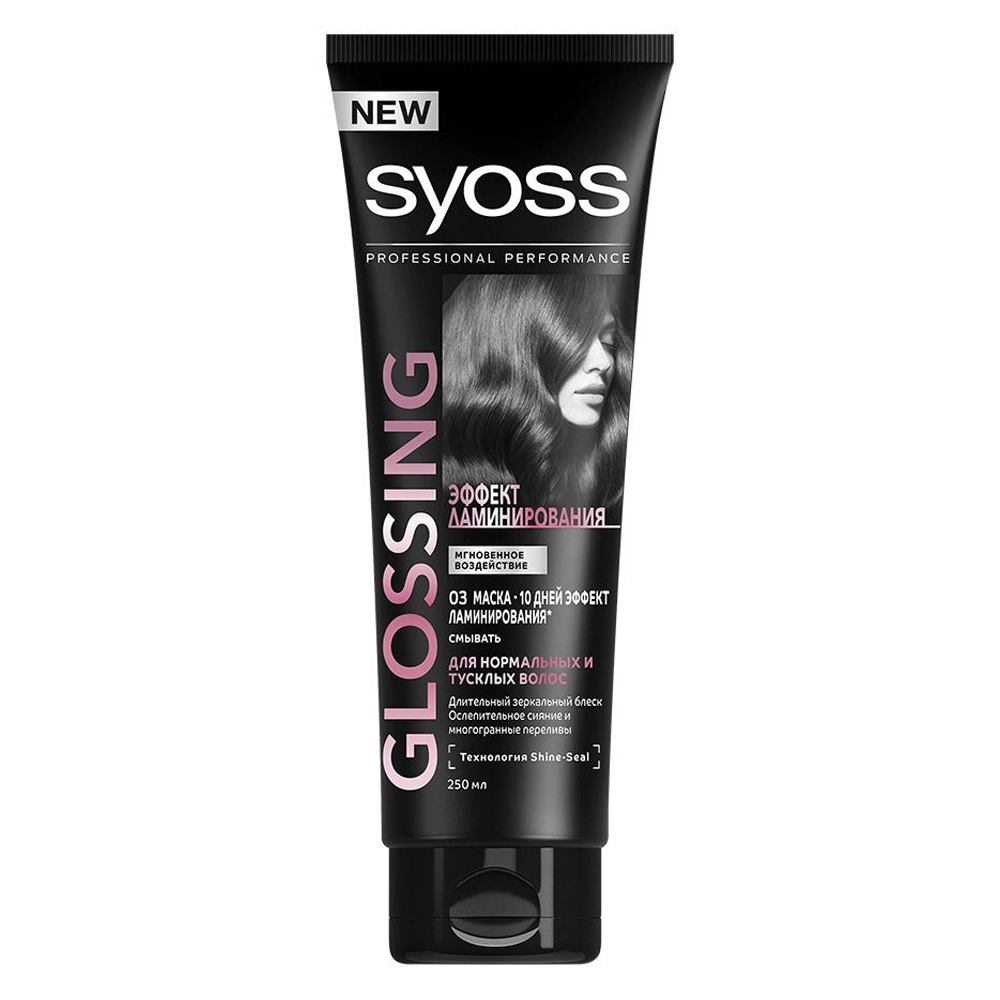 NEW
syoss
PROFESSIONAL PERFORMANCE
GLOSSING
ЭФФЕКТ
ЛАМИНИРОВАНИЯ
МГНОВЕННОЕ
ВОЗДЕЙСТВИЕ
03 МАСКА · 10 ДНЕЙ ЭФФЕКТ
ЛАМИНИРОВАНИЯ*
СМЫВАТЬ
ДЛЯ НОРМАЛЬНЫХ И
ТУСКЛЫХ ВОЛОС
Длительный зеркальный блеск
Ослепительное сияние и
многогранные переливы
Технология Shine-Seal
250 мл